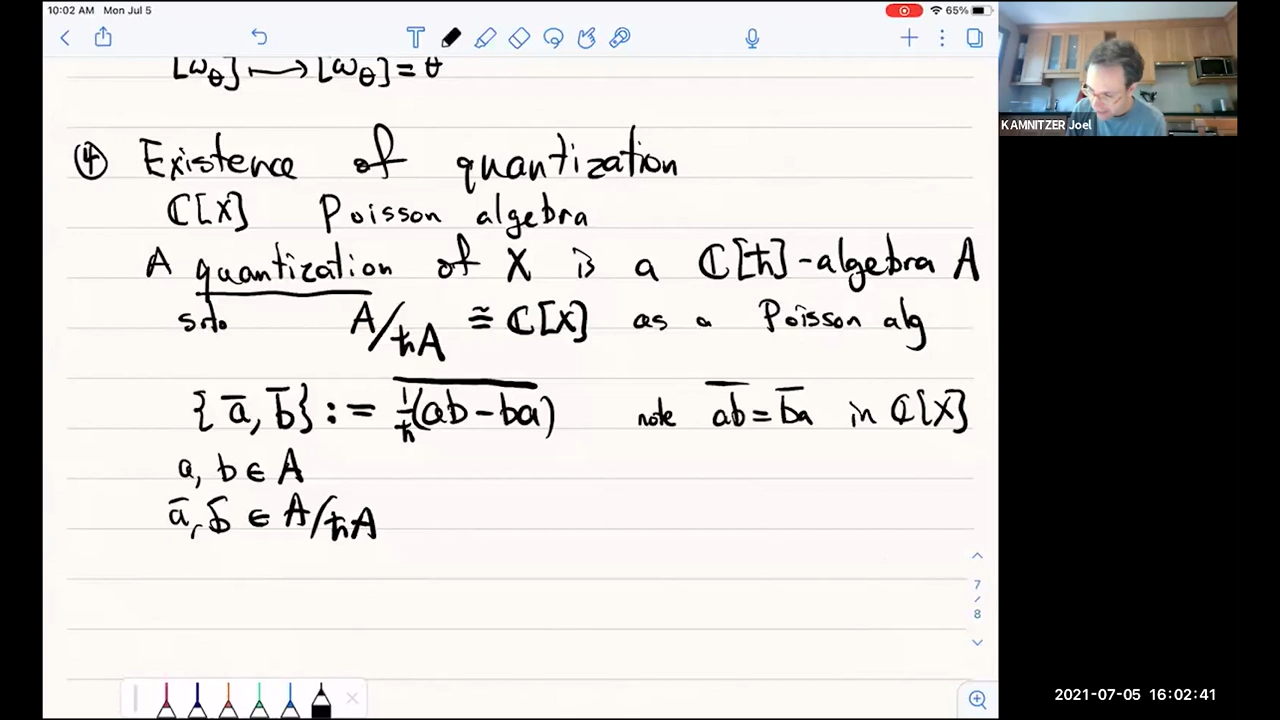 10:02 AM Mon Jul 5
65%
[ω_θ] ⟼ [ω_θ] = θ
④ Existence of quantization
ℂ[X] Poisson algebra
A quantization of X is a ℂ[ħ]-algebra A
A/ħA ≅ ℂ[X] as a Poisson alg
{ā, b̄} := \overline{1/ħ(ab - ba)} note \overline{ab} = \overline{ba} in ℂ[X]
a, b ∈ A
ā, b̄ ∈ A/ħA
7
/
8
KAMNITZER Joel
2021-07-05 16:02:41